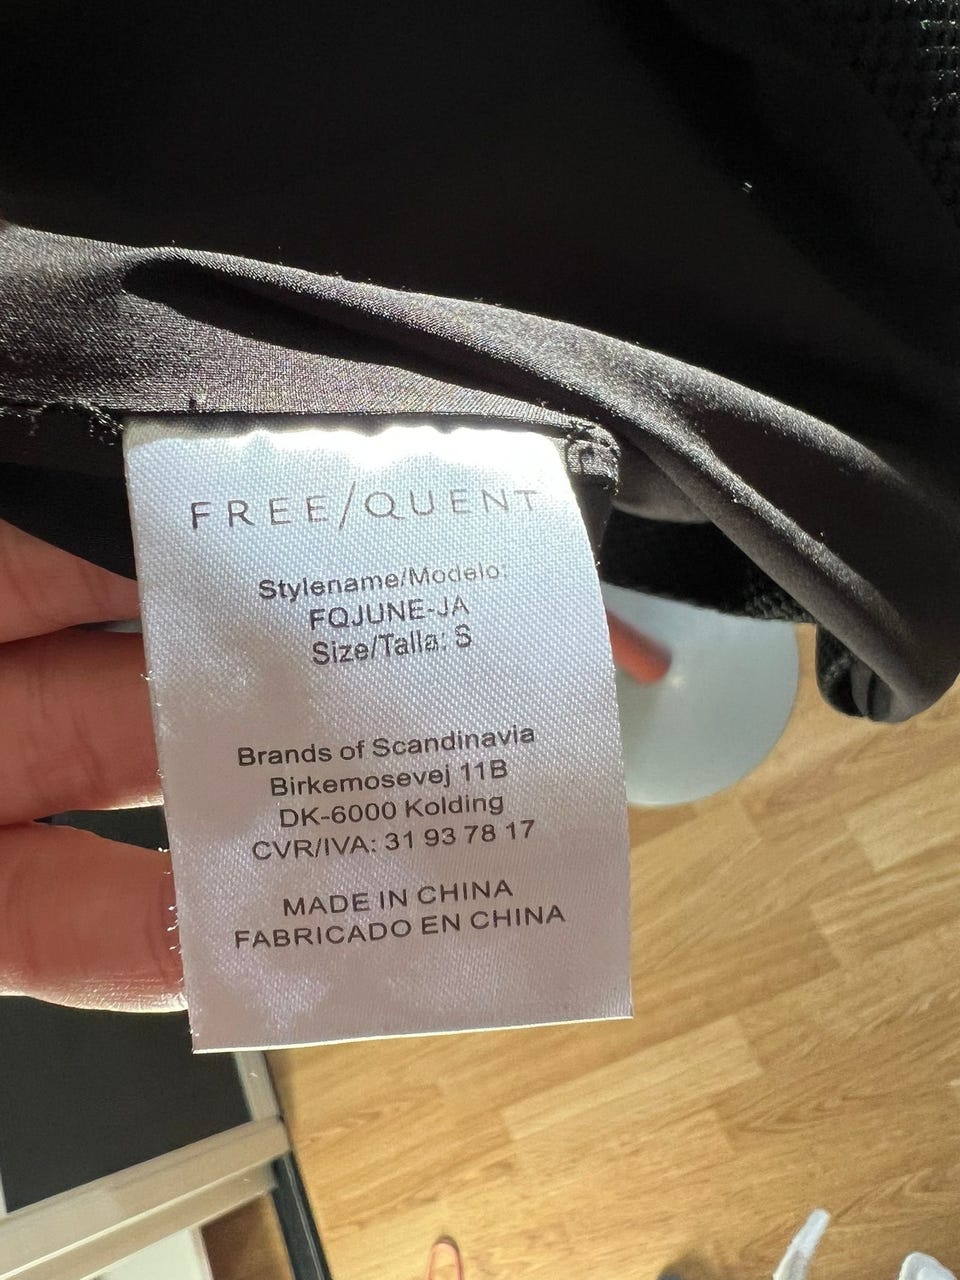 FREE/QUENT
Stylename/Modelo:
FQJUNE-JA
Size/Talla: S
Brands of Scandinavia
Birkemosevej 11B
DK-6000 Kolding
CVR/IVA: 31 93 78 17
MADE IN CHINA
FABRICADO EN CHINA